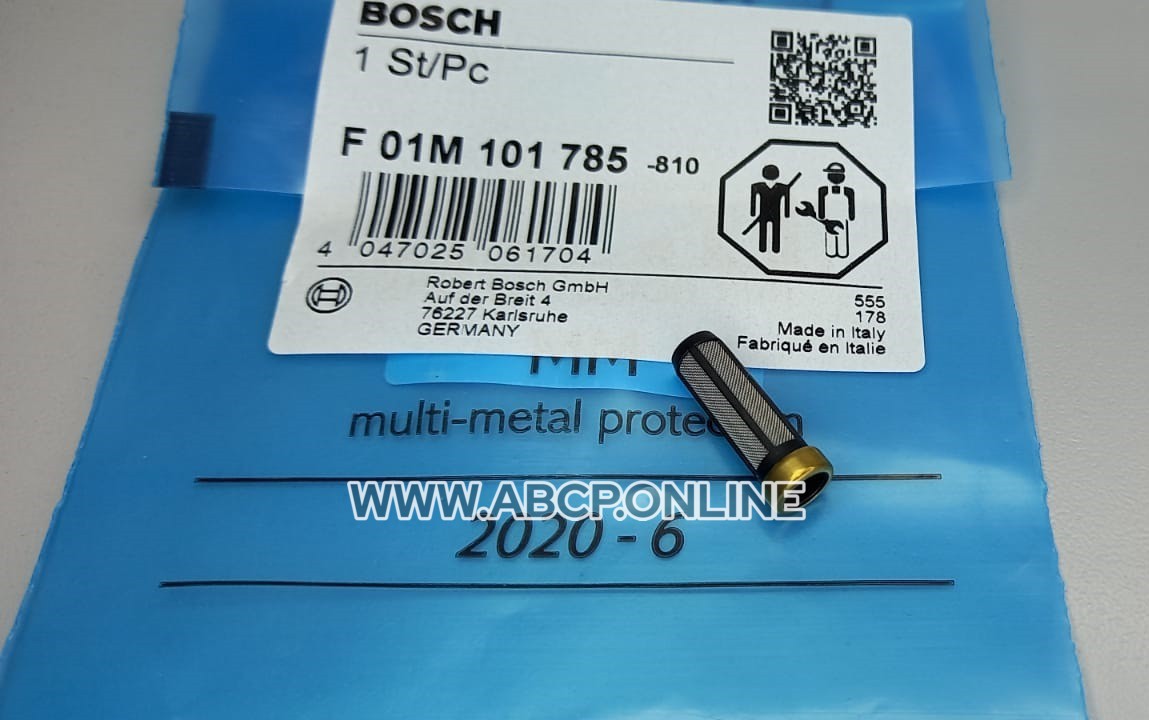 BOSCH
1 St/Pc
F 01M 101 785 -810
4 047025 061704
Robert Bosch GmbH
Auf der Breit 4
76227 Karlsruhe
GERMANY
555
178
Made in Italy
Fabriqué en Italie
MM
multi-metal
WWW.ABCP.ONLINE
2020 - 6